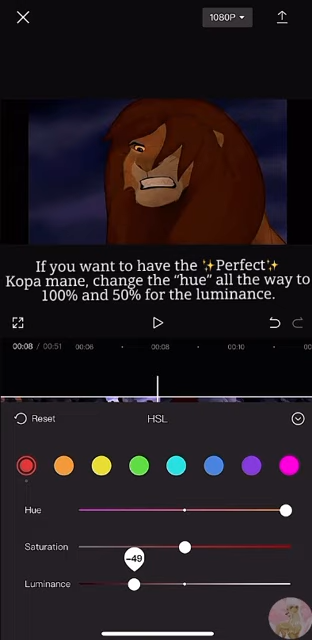 1080P
If you want to have the ✨Perfect✨
Kopa mane, change the “hue” all the way to
100% and 50% for the luminance.
00:08 / 00:51 00:06 00:08 00:10 00
Reset HSL
Hue
Saturation
-49
Luminance